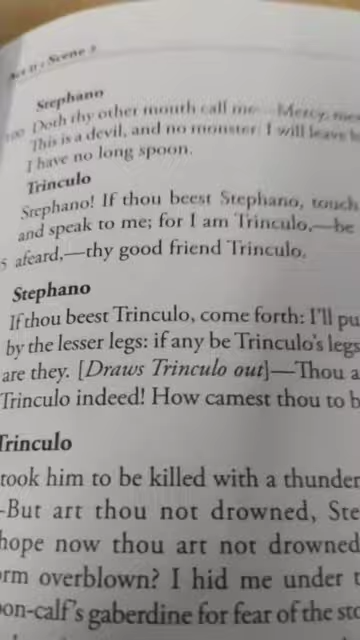 Act II : Scene
Stephano
100 Doth thy other mouth call me Mercy,
This is a devil, and no monster: I will leave
I have no long spoon.
Trinculo
Stephano! If thou beest Stephano, touch
and speak to me; for I am Trinculo,—be
5 afeard,—thy good friend Trinculo.
Stephano
If thou beest Trinculo, come forth: I'll pu
by the lesser legs: if any be Trinculo's legs
are they. [Draws Trinculo out]—Thou a
Trinculo indeed! How camest thou to b
Trinculo
took him to be killed with a thunder
-But art thou not drowned, Ste
hope now thou art not drowned
orm overblown? I hid me under t
on-calf's gaberdine for fear of the sto